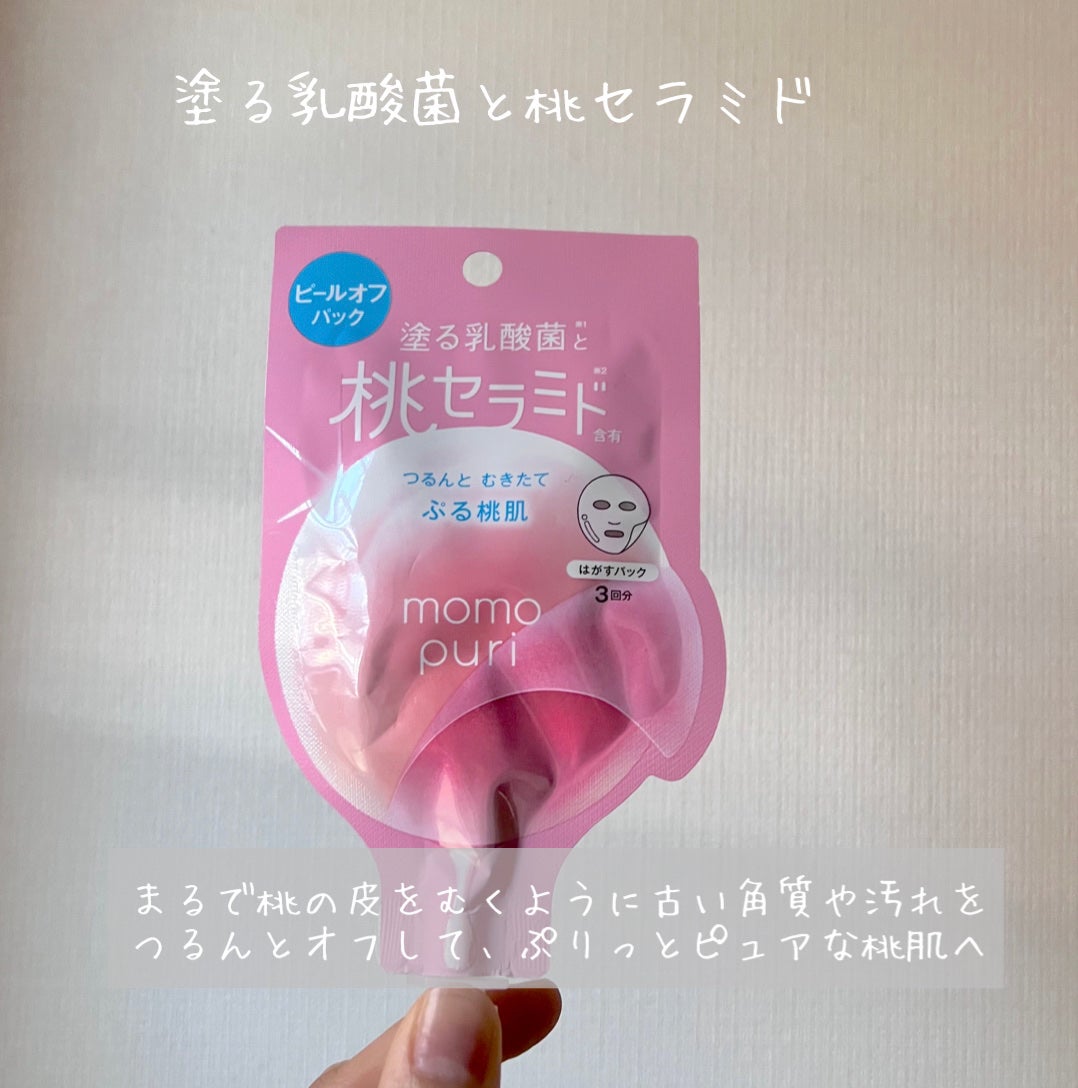 塗る乳酸菌と桃セラミド
ピールオフ
パック
塗る乳酸菌※1と
桃セラミド※2
含有
つるんと むきたて
ぷる桃肌
はがすパック
3回分
momo
puri
まるで桃の皮をむくように古い角質や汚れを
つるんとオフして、ぷりっとピュアな桃肌へ